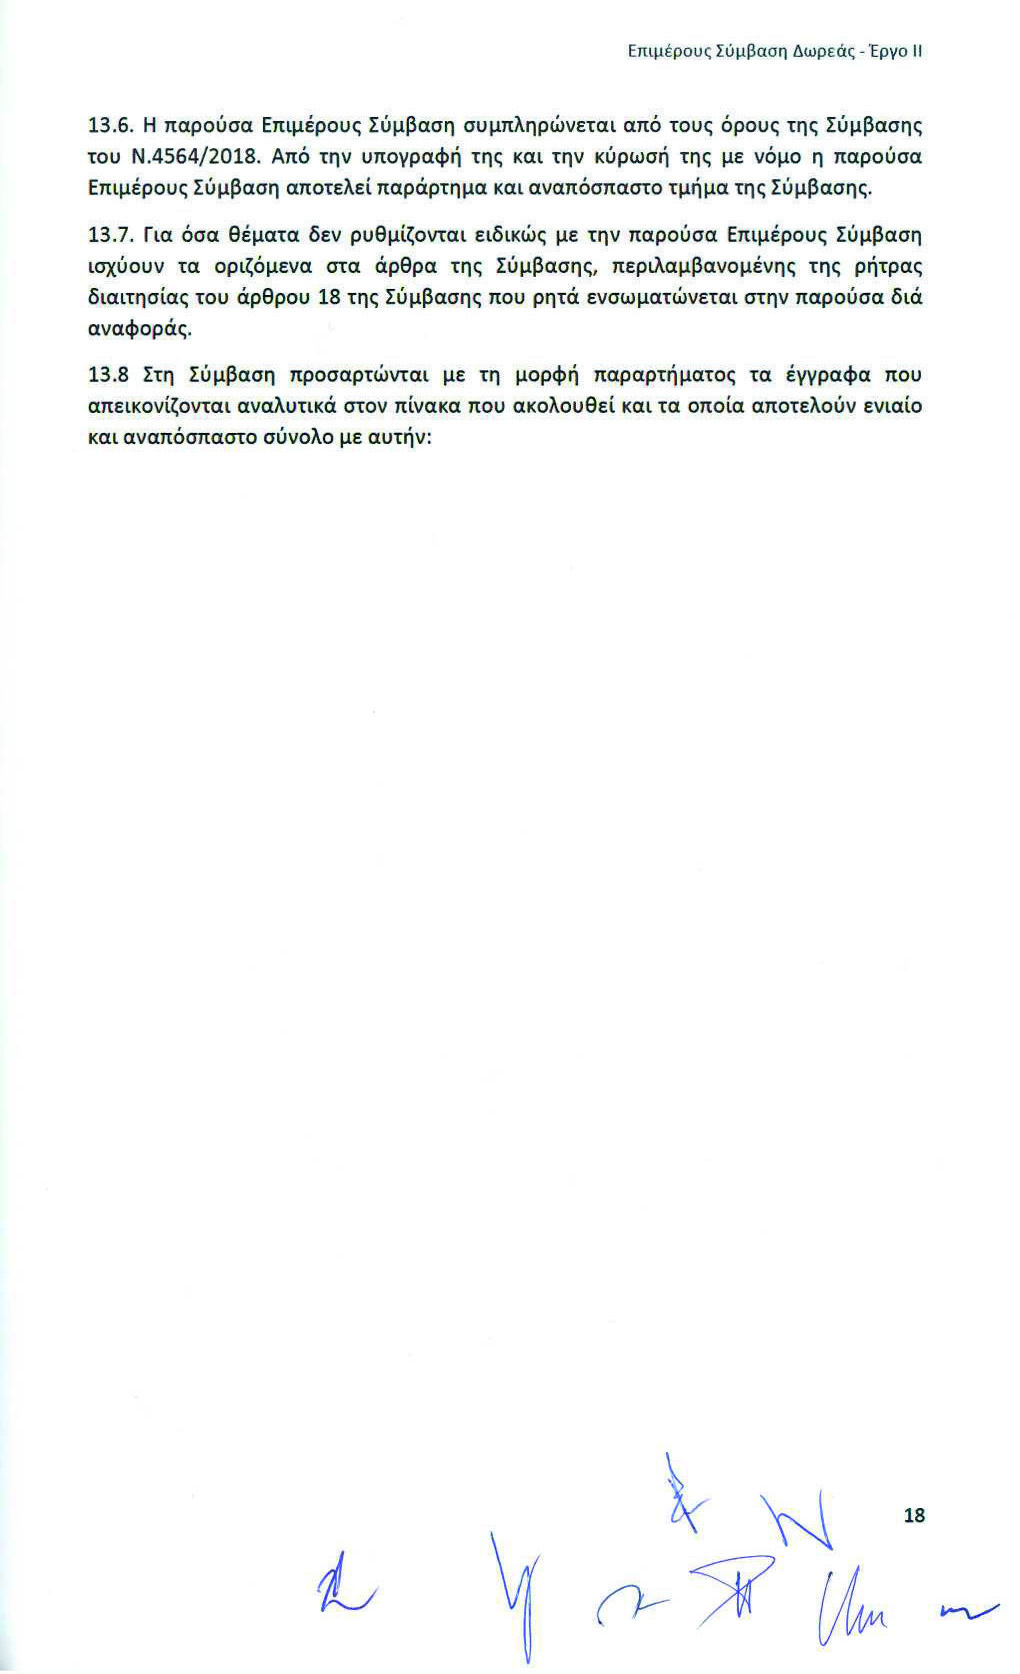 Επιμέρους Σύμβαση Δωρεάς - Έργο ΙΙ
13.6. Η παρούσα Επιμέρους Σύμβαση συμπληρώνεται από τους όρους της Σύμβασης
του Ν.4564/2018. Από την υπογραφή της και την κύρωσή της με νόμο η παρούσα
Επιμέρους Σύμβαση αποτελεί παράρτημα και αναπόσπαστο τμήμα της Σύμβασης.
13.7. Για όσα θέματα δεν ρυθμίζονται ειδικώς με την παρούσα Επιμέρους Σύμβαση
ισχύουν τα οριζόμενα στα άρθρα της Σύμβασης, περιλαμβανομένης της ρήτρας
διαιτησίας του άρθρου 18 της Σύμβασης που ρητά ενσωματώνεται στην παρούσα διά
αναφοράς.
13.8 Στη Σύμβαση προσαρτώνται με τη μορφή παραρτήματος τα έγγραφα που
απεικονίζονται αναλυτικά στον πίνακα που ακολουθεί και τα οποία αποτελούν ενιαίο
και αναπόσπαστο σύνολο με αυτήν:
18